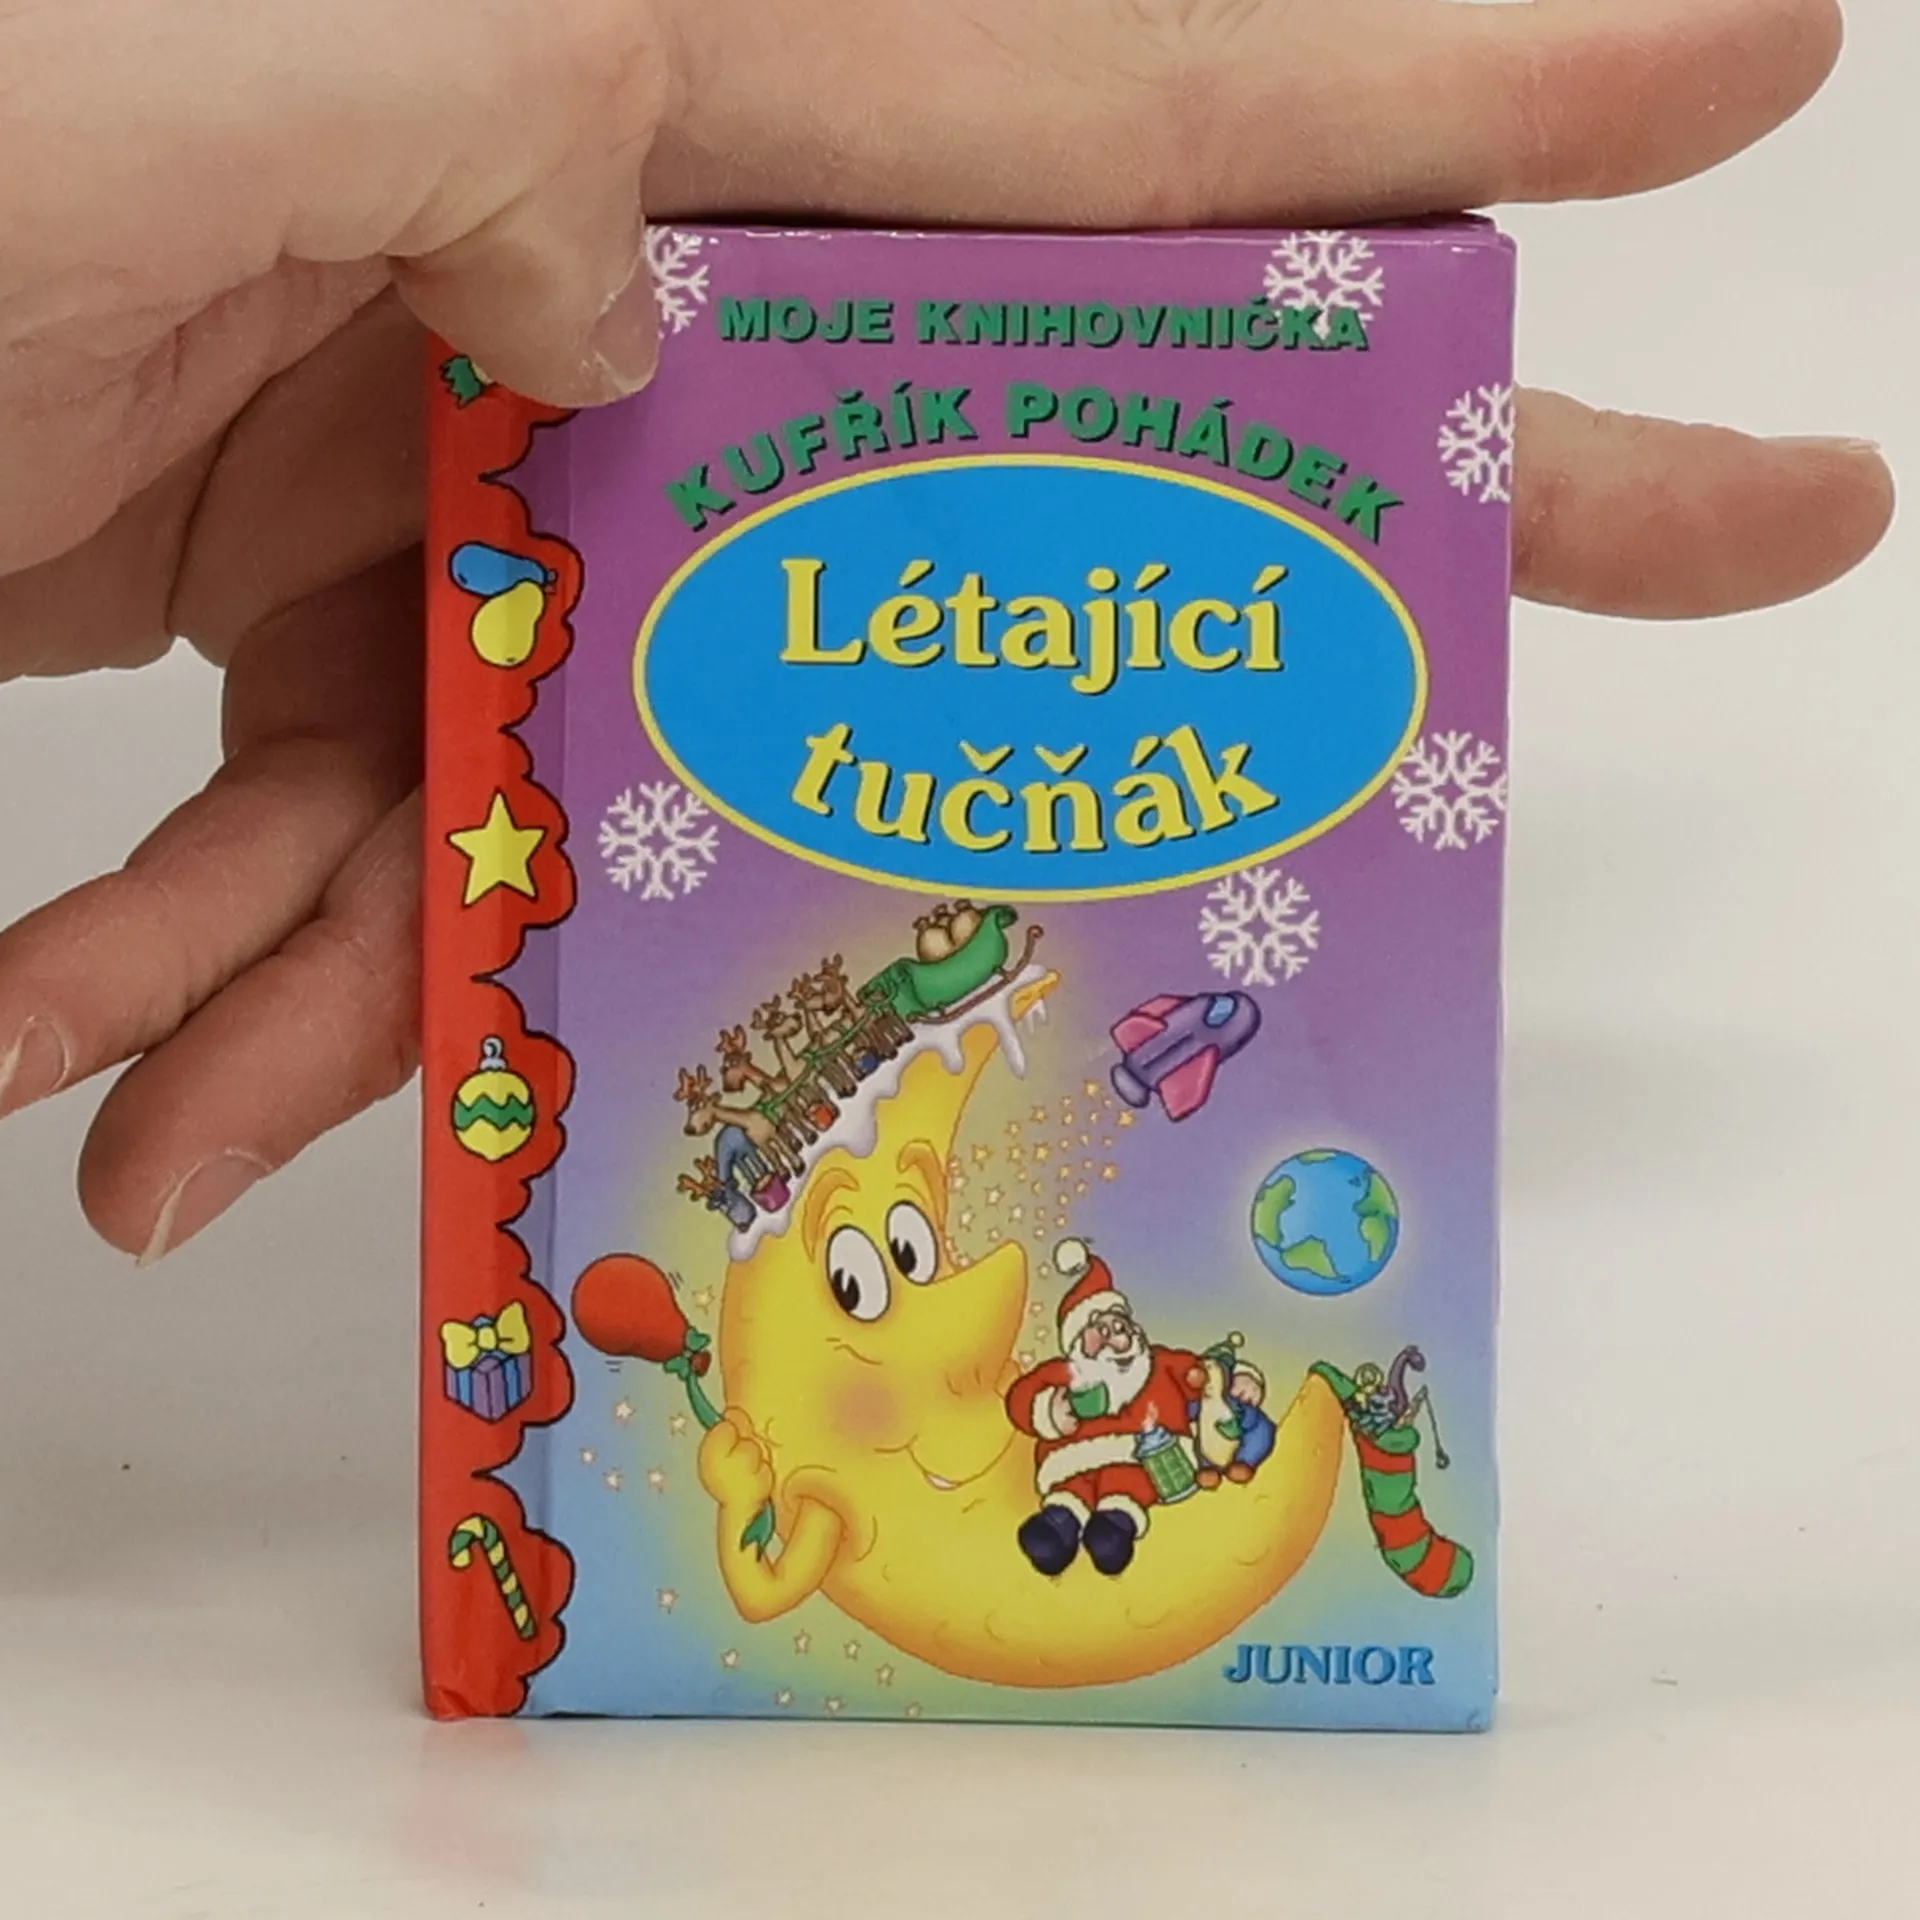 MOJE KNIHOVNIČKA
KUFŘÍK POHÁDEK
Létající
tučňák
JUNIOR